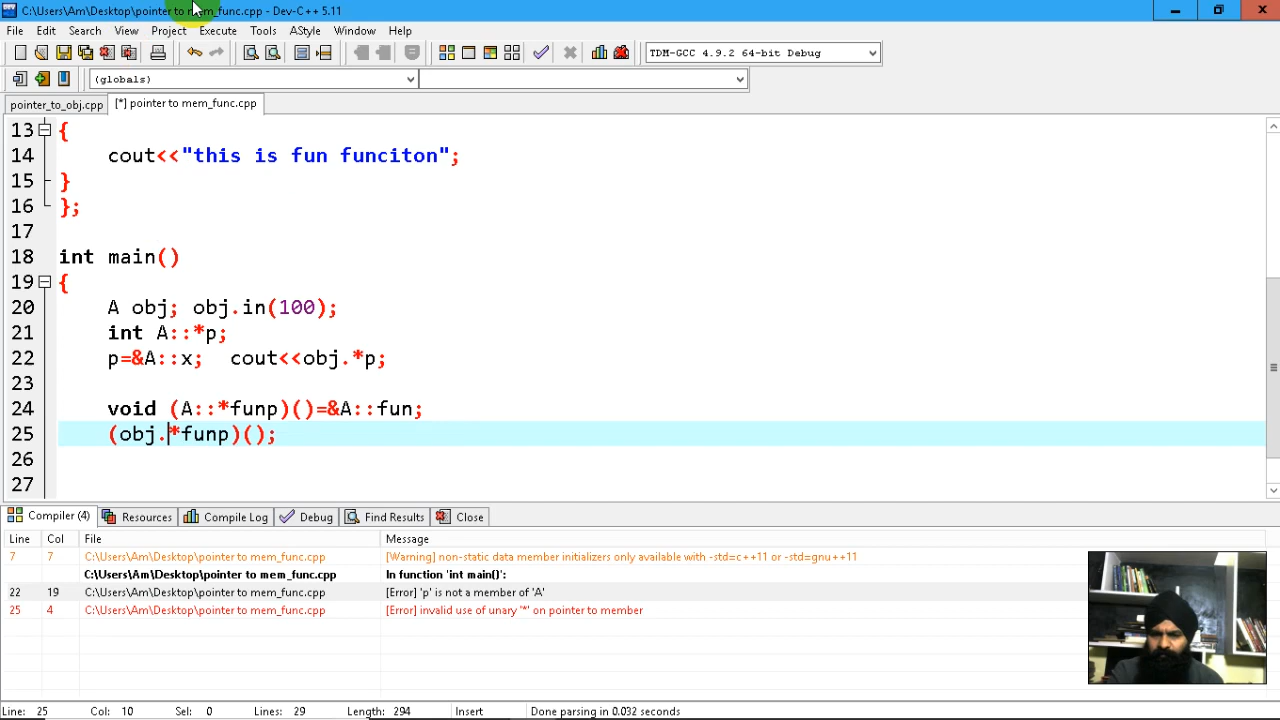 C:\Users\Am\Desktop\pointer to mem_func.cpp - Dev-C++ 5.11
File Edit Search View Project Execute Tools AStyle Window Help
TDM-GCC 4.9.2 64-bit Debug
(globals)
pointer_to_obj.cpp [*] pointer to mem_func.cpp
13 {
14 cout<<"this is fun funciton";
15 }
16 };
17
18 int main()
19 {
20 A obj; obj.in(100);
21 int A::*p;
22 p=&A::x; cout<<obj.*p;
23
24 void (A::*funp)()=&A::fun;
25 (obj.*funp)();
26
27
Compiler (4) Resources Compile Log Debug Find Results Close
Line Col File Message
7 7 C:\Users\Am\Desktop\pointer to mem_func.cpp [Warning] non-static data member initializers only available with -std=c++11 or -std=gnu++11
C:\Users\Am\Desktop\pointer to mem_func.cpp In function 'int main()':
22 19 C:\Users\Am\Desktop\pointer to mem_func.cpp [Error] 'p' is not a member of 'A'
25 4 C:\Users\Am\Desktop\pointer to mem_func.cpp [Error] invalid use of unary '*' on pointer to member
Line: 25 Col: 10 Sel: 0 Lines: 29 Length: 294 Insert Done parsing in 0.032 seconds